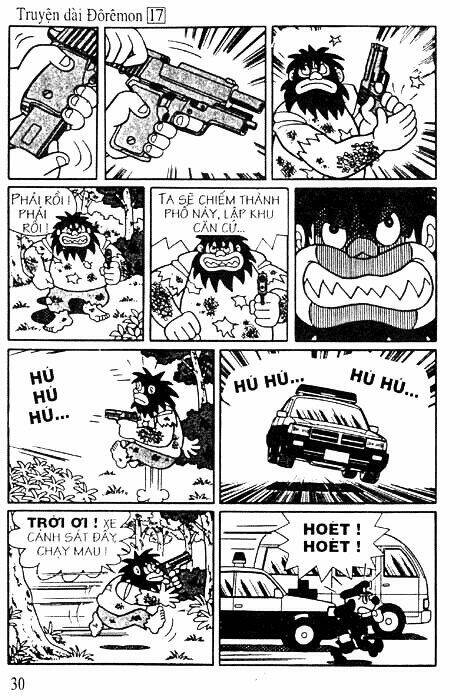 Truyện dài Đôrêmon 17
PHẢI RỒI !
PHẢI
RỒI !
TA SẼ CHIẾM THÀNH
PHỐ NÀY, LẬP KHU
CĂN CỨ...
HÚ
HÚ
HÚ...
HÚ HÚ...
HÚ HÚ...
TRỜI ƠI ! XE
CẢNH SÁT ĐẤY,
CHẠY MAU !
HOÉT !
HOÉT !
30